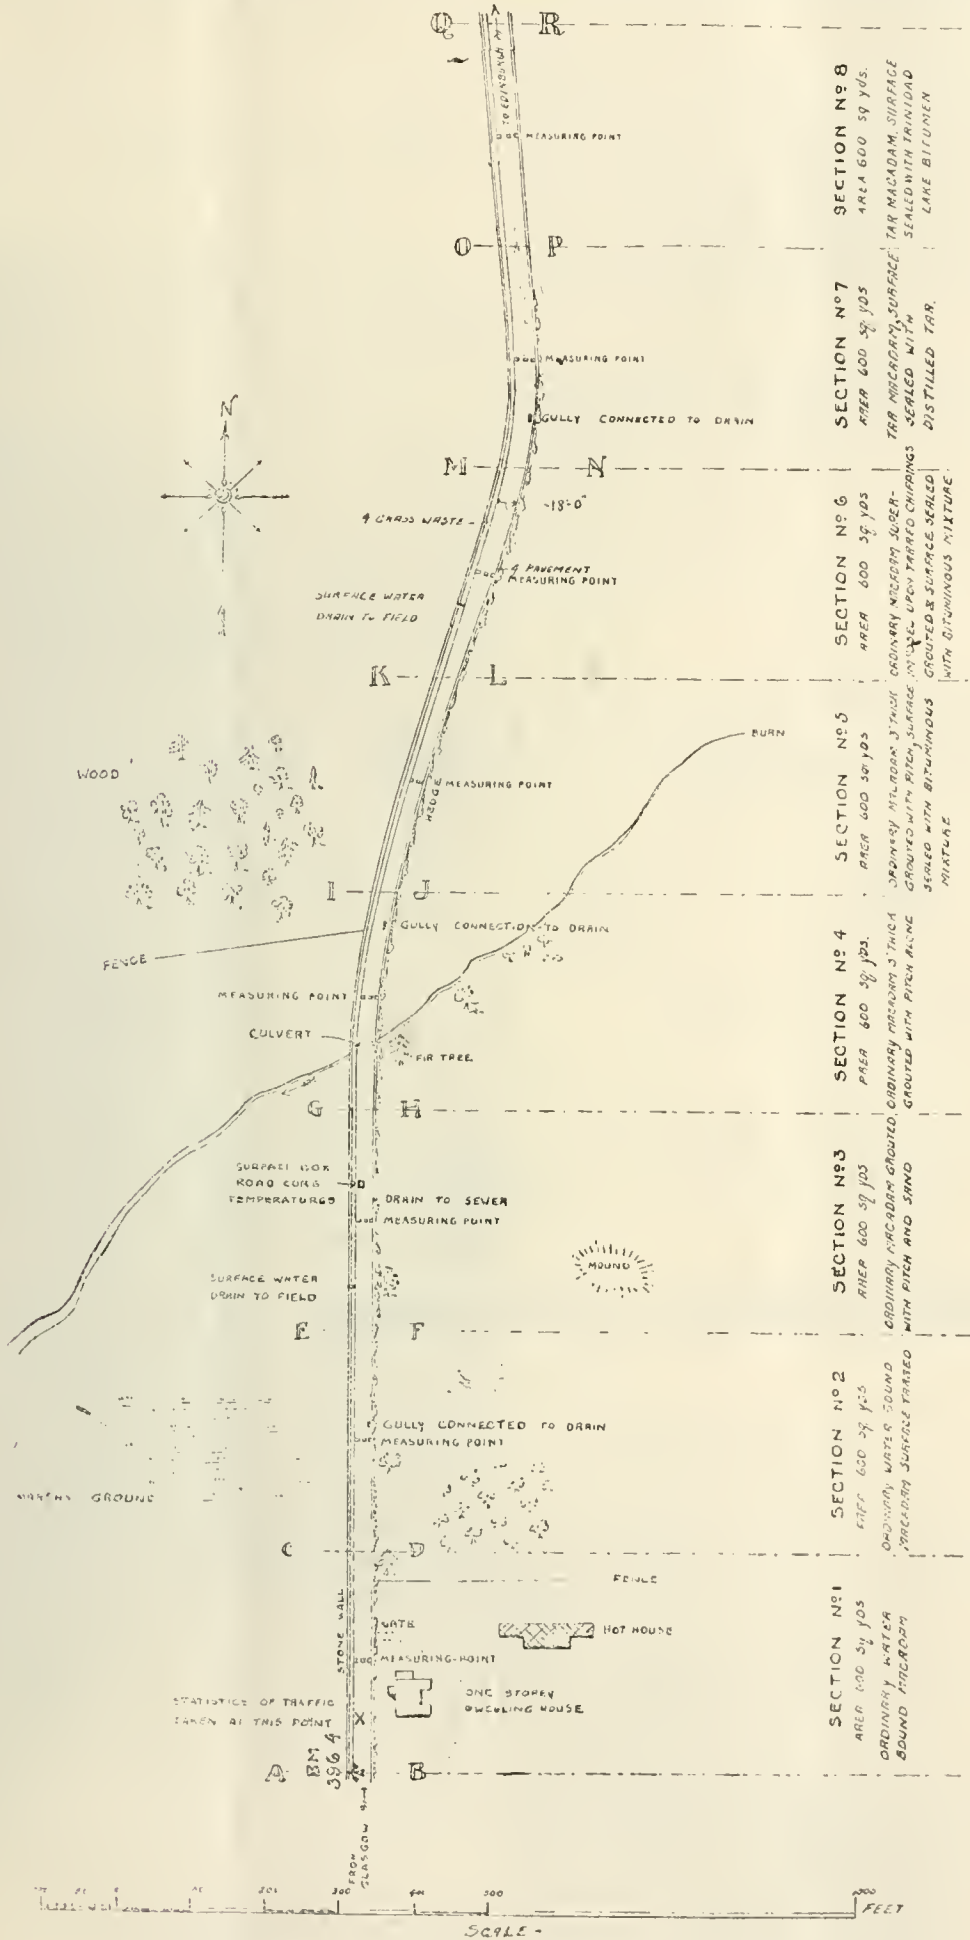 Q R
TO EDINBURGH
MEASURING POINT
SECTION Nº 8
AREA 600 SQ YDS.
TAR MACADAM, SURFACE
SEALED WITH TRINIDAD
LAKE BITUMEN
O P
MEASURING POINT
GULLY CONNECTED TO DRAIN
SECTION Nº 7
AREA 600 SQ YDS
TAR MACADAM, SURFACE
SEALED WITH
DISTILLED TAR.
N
M N
18'-0"
4 GRASS WASTE
4 PAVEMENT
MEASURING POINT
SURFACE WATER
DRAIN TO FIELD
SECTION Nº 6
AREA 600 SQ YDS
ORDINARY MACADAM SUPER-
IMPOSED UPON TARRED CHIPPINGS
GROUTED & SURFACE SEALED
WITH BITUMINOUS MIXTURE
K L
BURN
WOOD
HEDGE
MEASURING POINT
SECTION Nº 5
AREA 600 SQ YDS
ORDINARY MACADAM 3" THICK
GROUTED WITH PITCH, SURFACE
SEALED WITH BITUMINOUS
MIXTURE
I J
GULLY CONNECTION TO DRAIN
FENCE
MEASURING POINT
CULVERT
FIR TREE
SECTION Nº 4
AREA 600 SQ YDS.
ORDINARY MACADAM 3" THICK
GROUTED WITH PITCH ALONE
G H
SURFACE BOX
ROAD
TEMPERATURES
DRAIN TO SEWER
MEASURING POINT
MOUND
SURFACE WATER
DRAIN TO FIELD
SECTION Nº 3
AREA 600 SQ YDS
ORDINARY MACADAM GROUTED
WITH PITCH AND SAND
E F
GULLY CONNECTED TO DRAIN
MEASURING POINT
MARSHY GROUND
SECTION Nº 2
AREA 600 SQ YDS
ORDINARY WATER BOUND
MACADAM SURFACE TARRED
C D
FENCE
STONE WALL
GATE
HOT HOUSE
MEASURING-POINT
ONE STOREY
DWELLING HOUSE
STATISTICS OF TRAFFIC
TAKEN AT THIS POINT
X
SECTION Nº 1
AREA 600 SQ YDS
ORDINARY WATER
BOUND MACADAM
A B
BM
396 4
FROM
GLASGOW
300 400 500
FEET
SCALE -